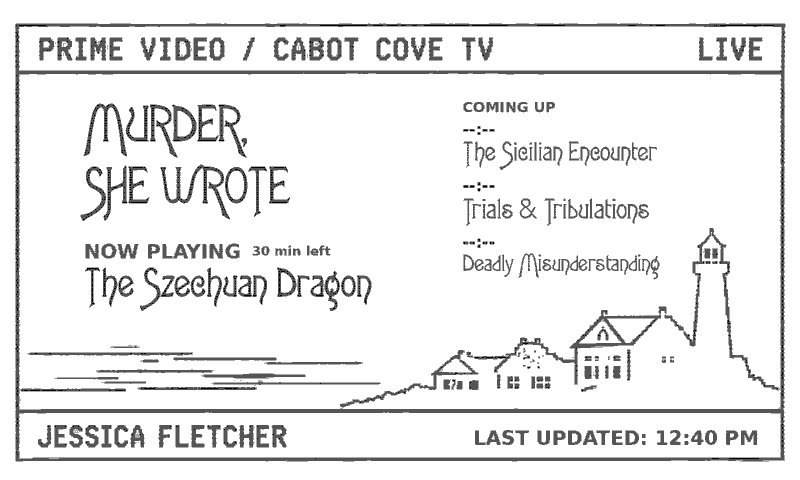 PRIME VIDEO / CABOT COVE TV
LIVE
MURDER,
SHE WROTE
NOW PLAYING 30 min left
The Szechuan Dragon
COMING UP
--:--
The Sicilian Encounter
--:--
Trials & Tribulations
--:--
Deadly Misunderstanding
JESSICA FLETCHER
LAST UPDATED: 12:40 PM